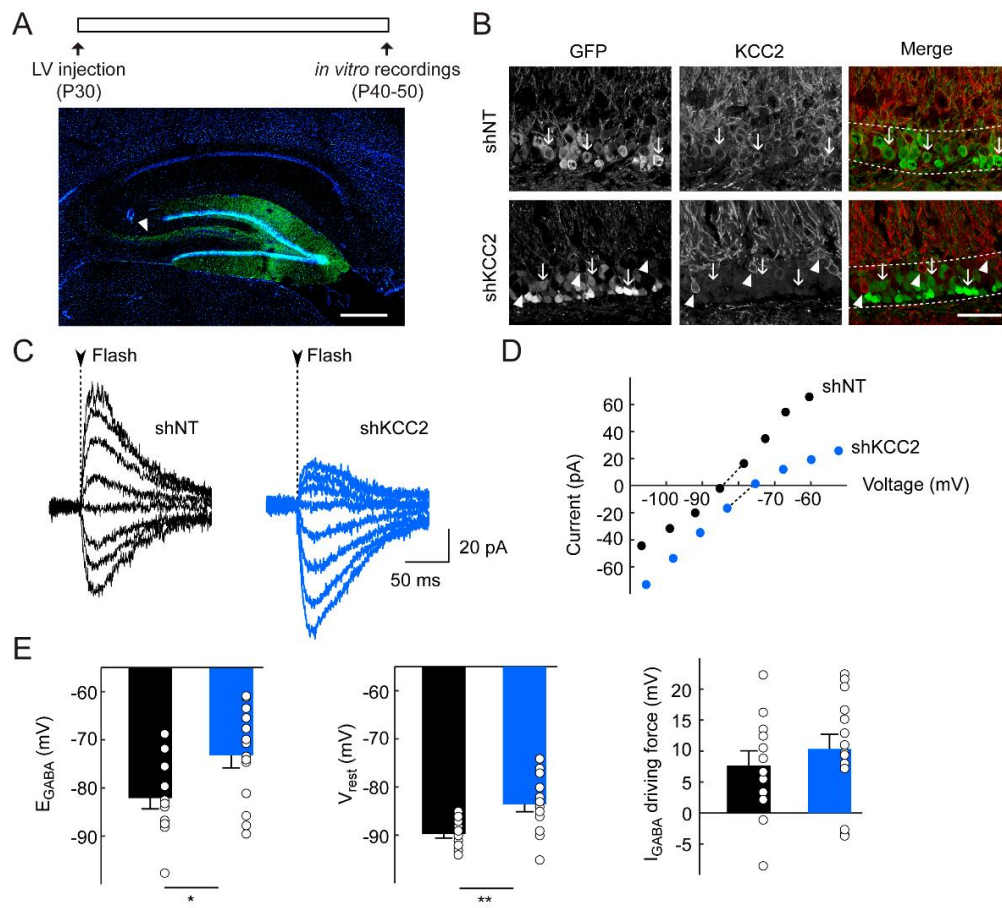 A
LV injection
(P30)
in vitro recordings
(P40-50)
B
GFP
KCC2
Merge
shNT
shKCC2
C
Flash
shNT
Flash
shKCC2
20 pA
50 ms
D
shNT
shKCC2
60
40
20
0
-20
-40
-60
-100
-80
-60
Voltage (mV)
Current (pA)
E
-60
-70
-80
-90
EGABA (mV)
*
-60
-70
-80
-90
Vrest (mV)
**
20
15
10
5
0
-5
IGABA driving force (mV)